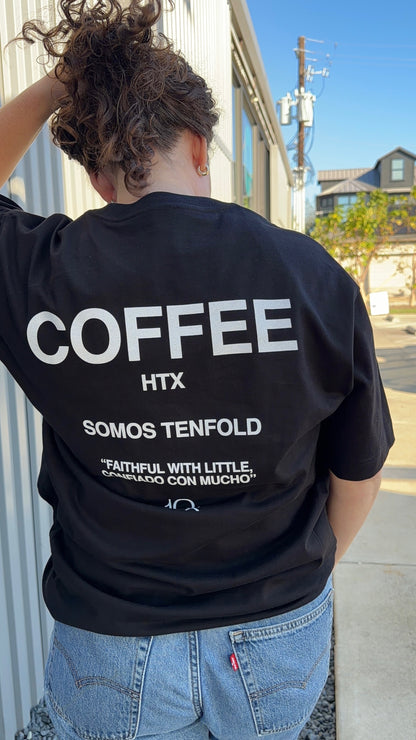 COFFEE
HTX
SOMOS TENFOLD
“FAITHFUL WITH LITTLE,
CONFIADO CON MUCHO”